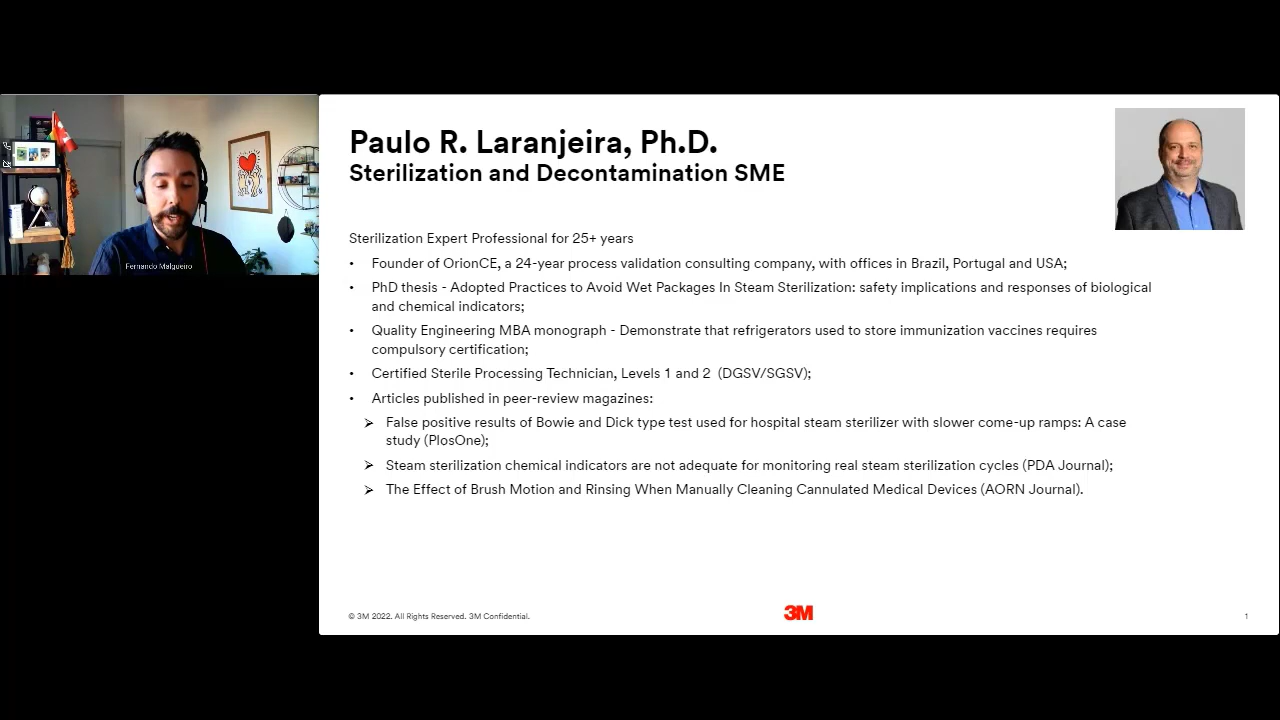 Fernando Malgueiro
Paulo R. Laranjeira, Ph.D.
Sterilization and Decontamination SME
Sterilization Expert Professional for 25+ years
• Founder of OrionCE, a 24-year process validation consulting company, with offices in Brazil, Portugal and USA;
• PhD thesis - Adopted Practices to Avoid Wet Packages In Steam Sterilization: safety implications and responses of biological
and chemical indicators;
• Quality Engineering MBA monograph - Demonstrate that refrigerators used to store immunization vaccines requires
compulsory certification;
• Certified Sterile Processing Technician, Levels 1 and 2 (DGSV/SGSV);
• Articles published in peer-review magazines:
➢ False positive results of Bowie and Dick type test used for hospital steam sterilizer with slower come-up ramps: A case
study (PlosOne);
➢ Steam sterilization chemical indicators are not adequate for monitoring real steam sterilization cycles (PDA Journal);
➢ The Effect of Brush Motion and Rinsing When Manually Cleaning Cannulated Medical Devices (AORN Journal).
© 3M 2022. All Rights Reserved. 3M Confidential.
3M
1